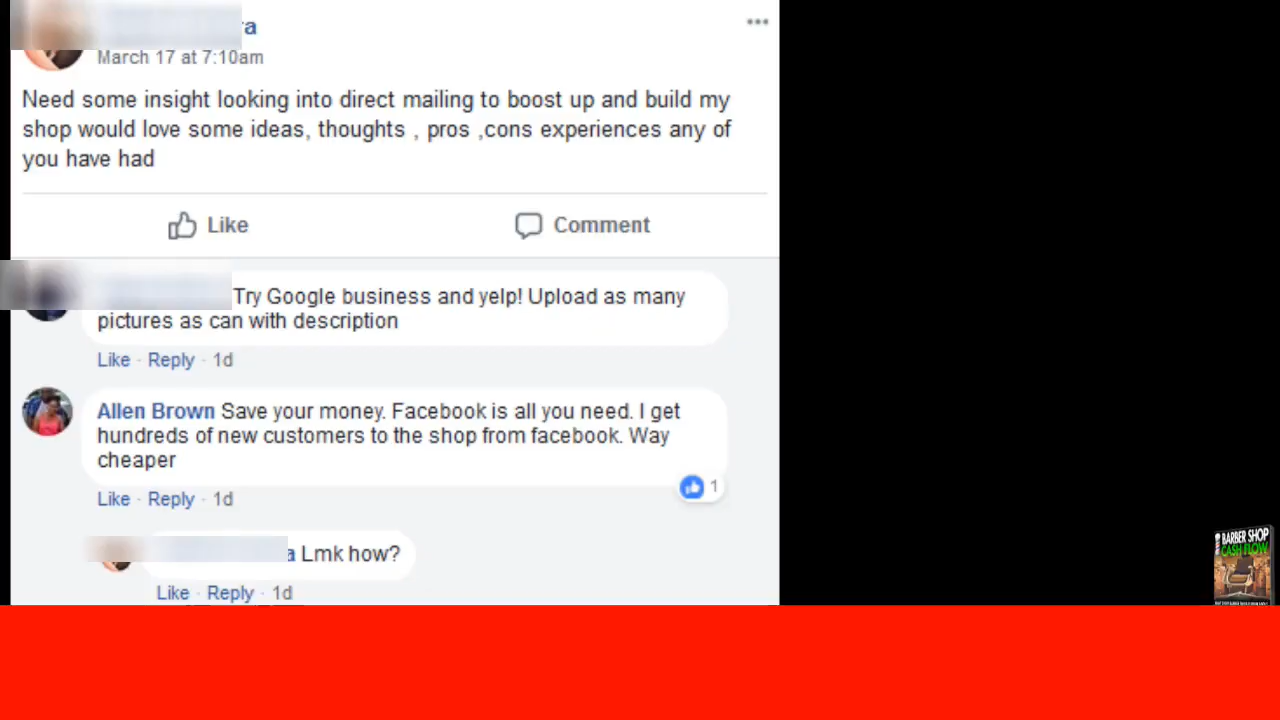 a
March 17 at 7:10am
Need some insight looking into direct mailing to boost up and build my
shop would love some ideas, thoughts , pros ,cons experiences any of
you have had
Like Comment
Try Google business and yelp! Upload as many
pictures as can with description
Like · Reply · 1d
Allen Brown Save your money. Facebook is all you need. I get
hundreds of new customers to the shop from facebook. Way
cheaper
1
Like · Reply · 1d
a Lmk how?
Like · Reply · 1d
BARBER SHOP
CASH FLOW